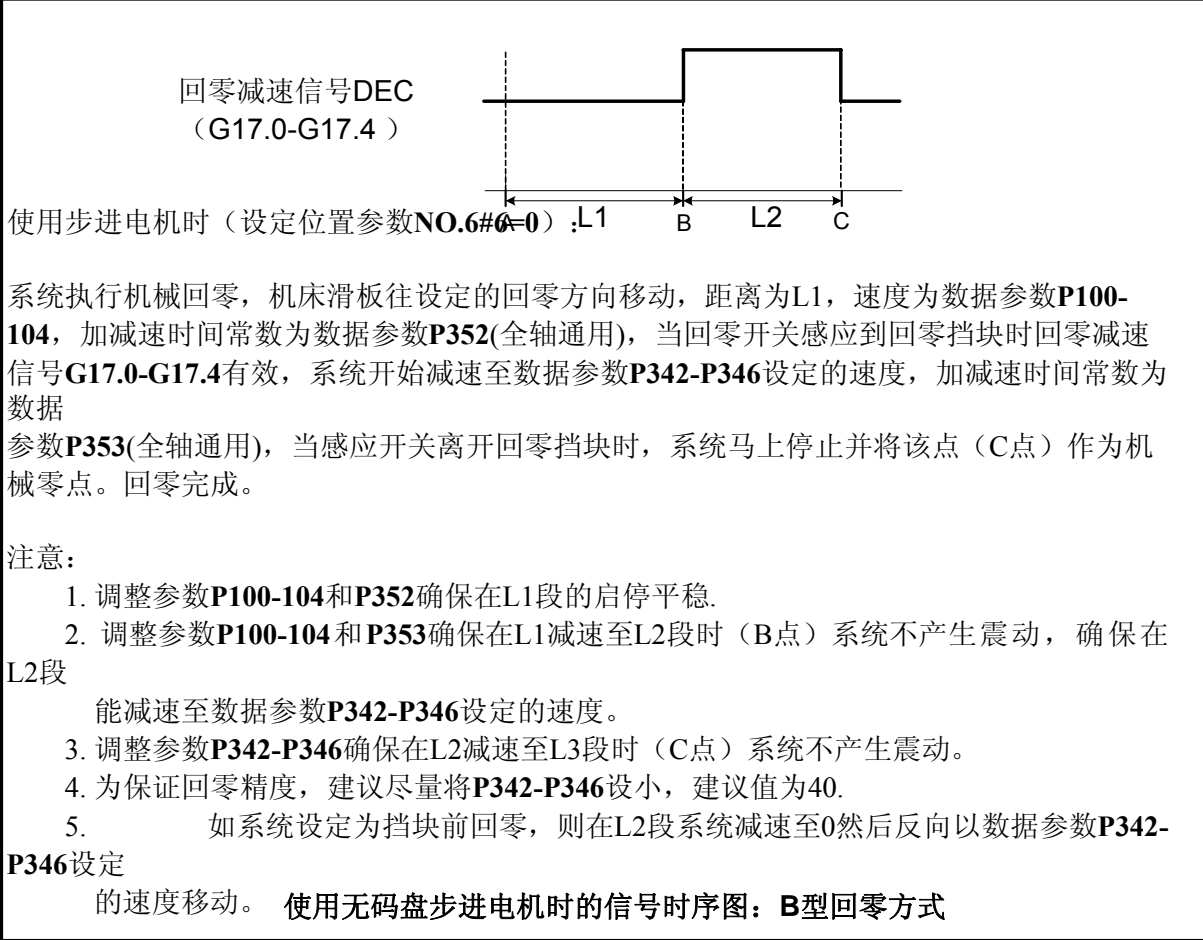 回零减速信号DEC
（G17.0-G17.4 ）
使用步进电机时（设定位置参数NO.6#6=0）:
A L1 B L2 C
系统执行机械回零，机床滑板往设定的回零方向移动，距离为L1，速度为数据参数P100-
104，加减速时间常数为数据参数P352(全轴通用)，当回零开关感应到回零挡块时回零减速
信号G17.0-G17.4有效，系统开始减速至数据参数P342-P346设定的速度，加减速时间常数为
数据
参数P353(全轴通用)，当感应开关离开回零挡块时，系统马上停止并将该点（C点）作为机
械零点。回零完成。
注意：
1. 调整参数P100-104和P352确保在L1段的启停平稳.
2. 调整参数P100-104和P353确保在L1减速至L2段时（B点）系统不产生震动，确保在
L2段
能减速至数据参数P342-P346设定的速度。
3. 调整参数P342-P346确保在L2减速至L3段时（C点）系统不产生震动。
4. 为保证回零精度，建议尽量将P342-P346设小，建议值为40.
5. 如系统设定为挡块前回零，则在L2段系统减速至0然后反向以数据参数P342-
P346设定
的速度移动。 使用无码盘步进电机时的信号时序图：B型回零方式